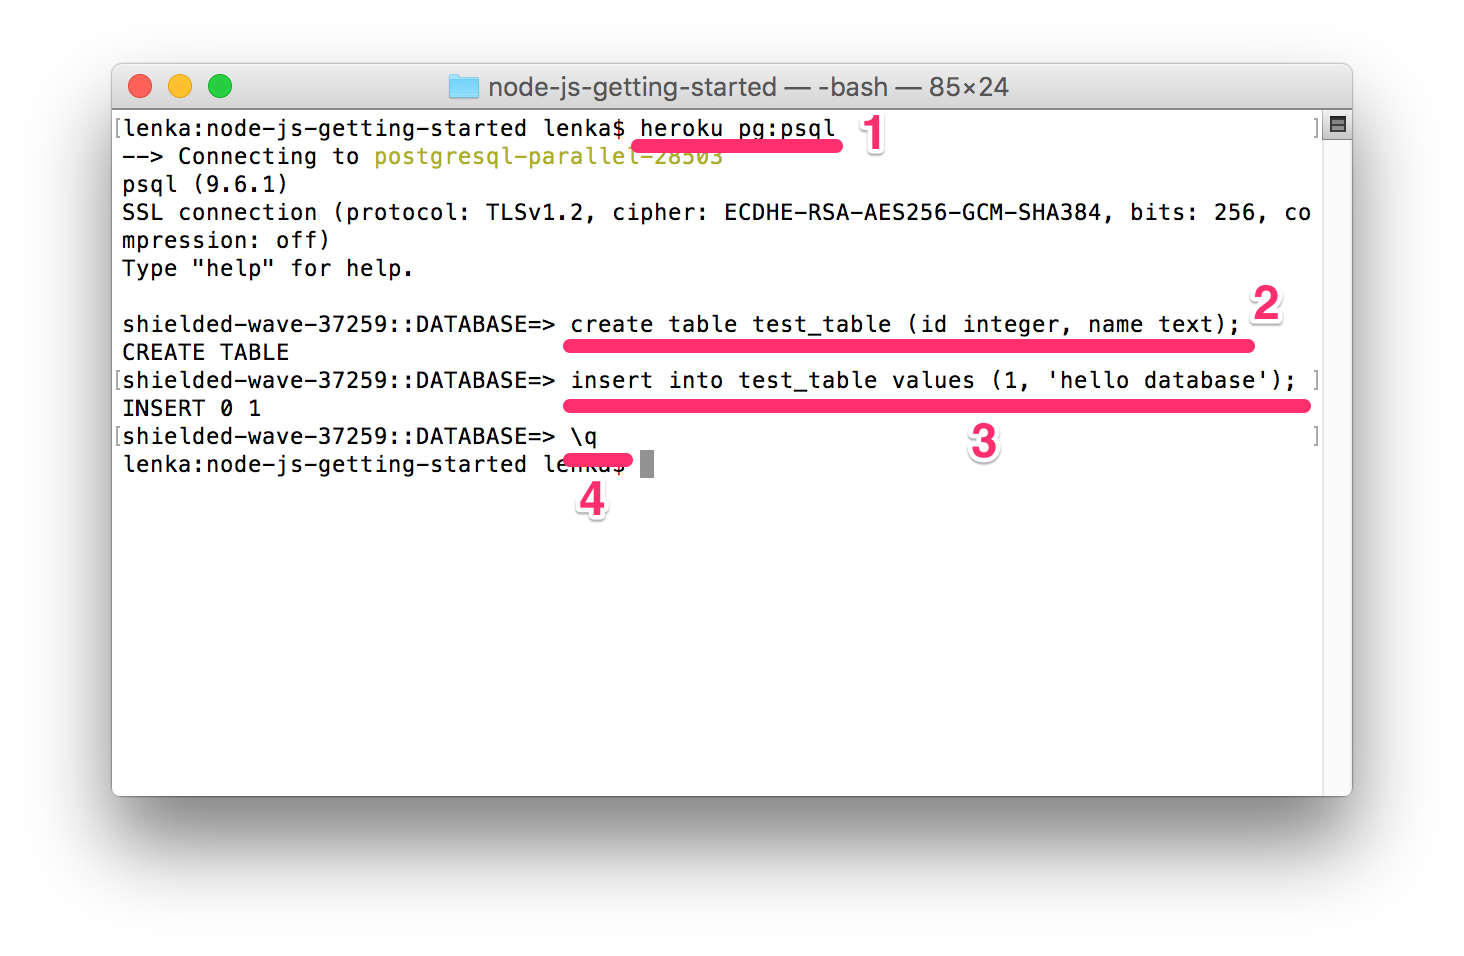 node-js-getting-started — -bash — 85×24
[lenka:node-js-getting-started lenka$ heroku pg:psql ]
1
--> Connecting to postgresql-parallel-28503
psql (9.6.1)
SSL connection (protocol: TLSv1.2, cipher: ECDHE-RSA-AES256-GCM-SHA384, bits: 256, co
mpression: off)
Type "help" for help.
2
shielded-wave-37259::DATABASE=> create table test_table (id integer, name text);
CREATE TABLE
[shielded-wave-37259::DATABASE=> insert into test_table values (1, 'hello database'); ]
INSERT 0 1
3
[shielded-wave-37259::DATABASE=> \q ]
lenka:node-js-getting-started lenka$
4